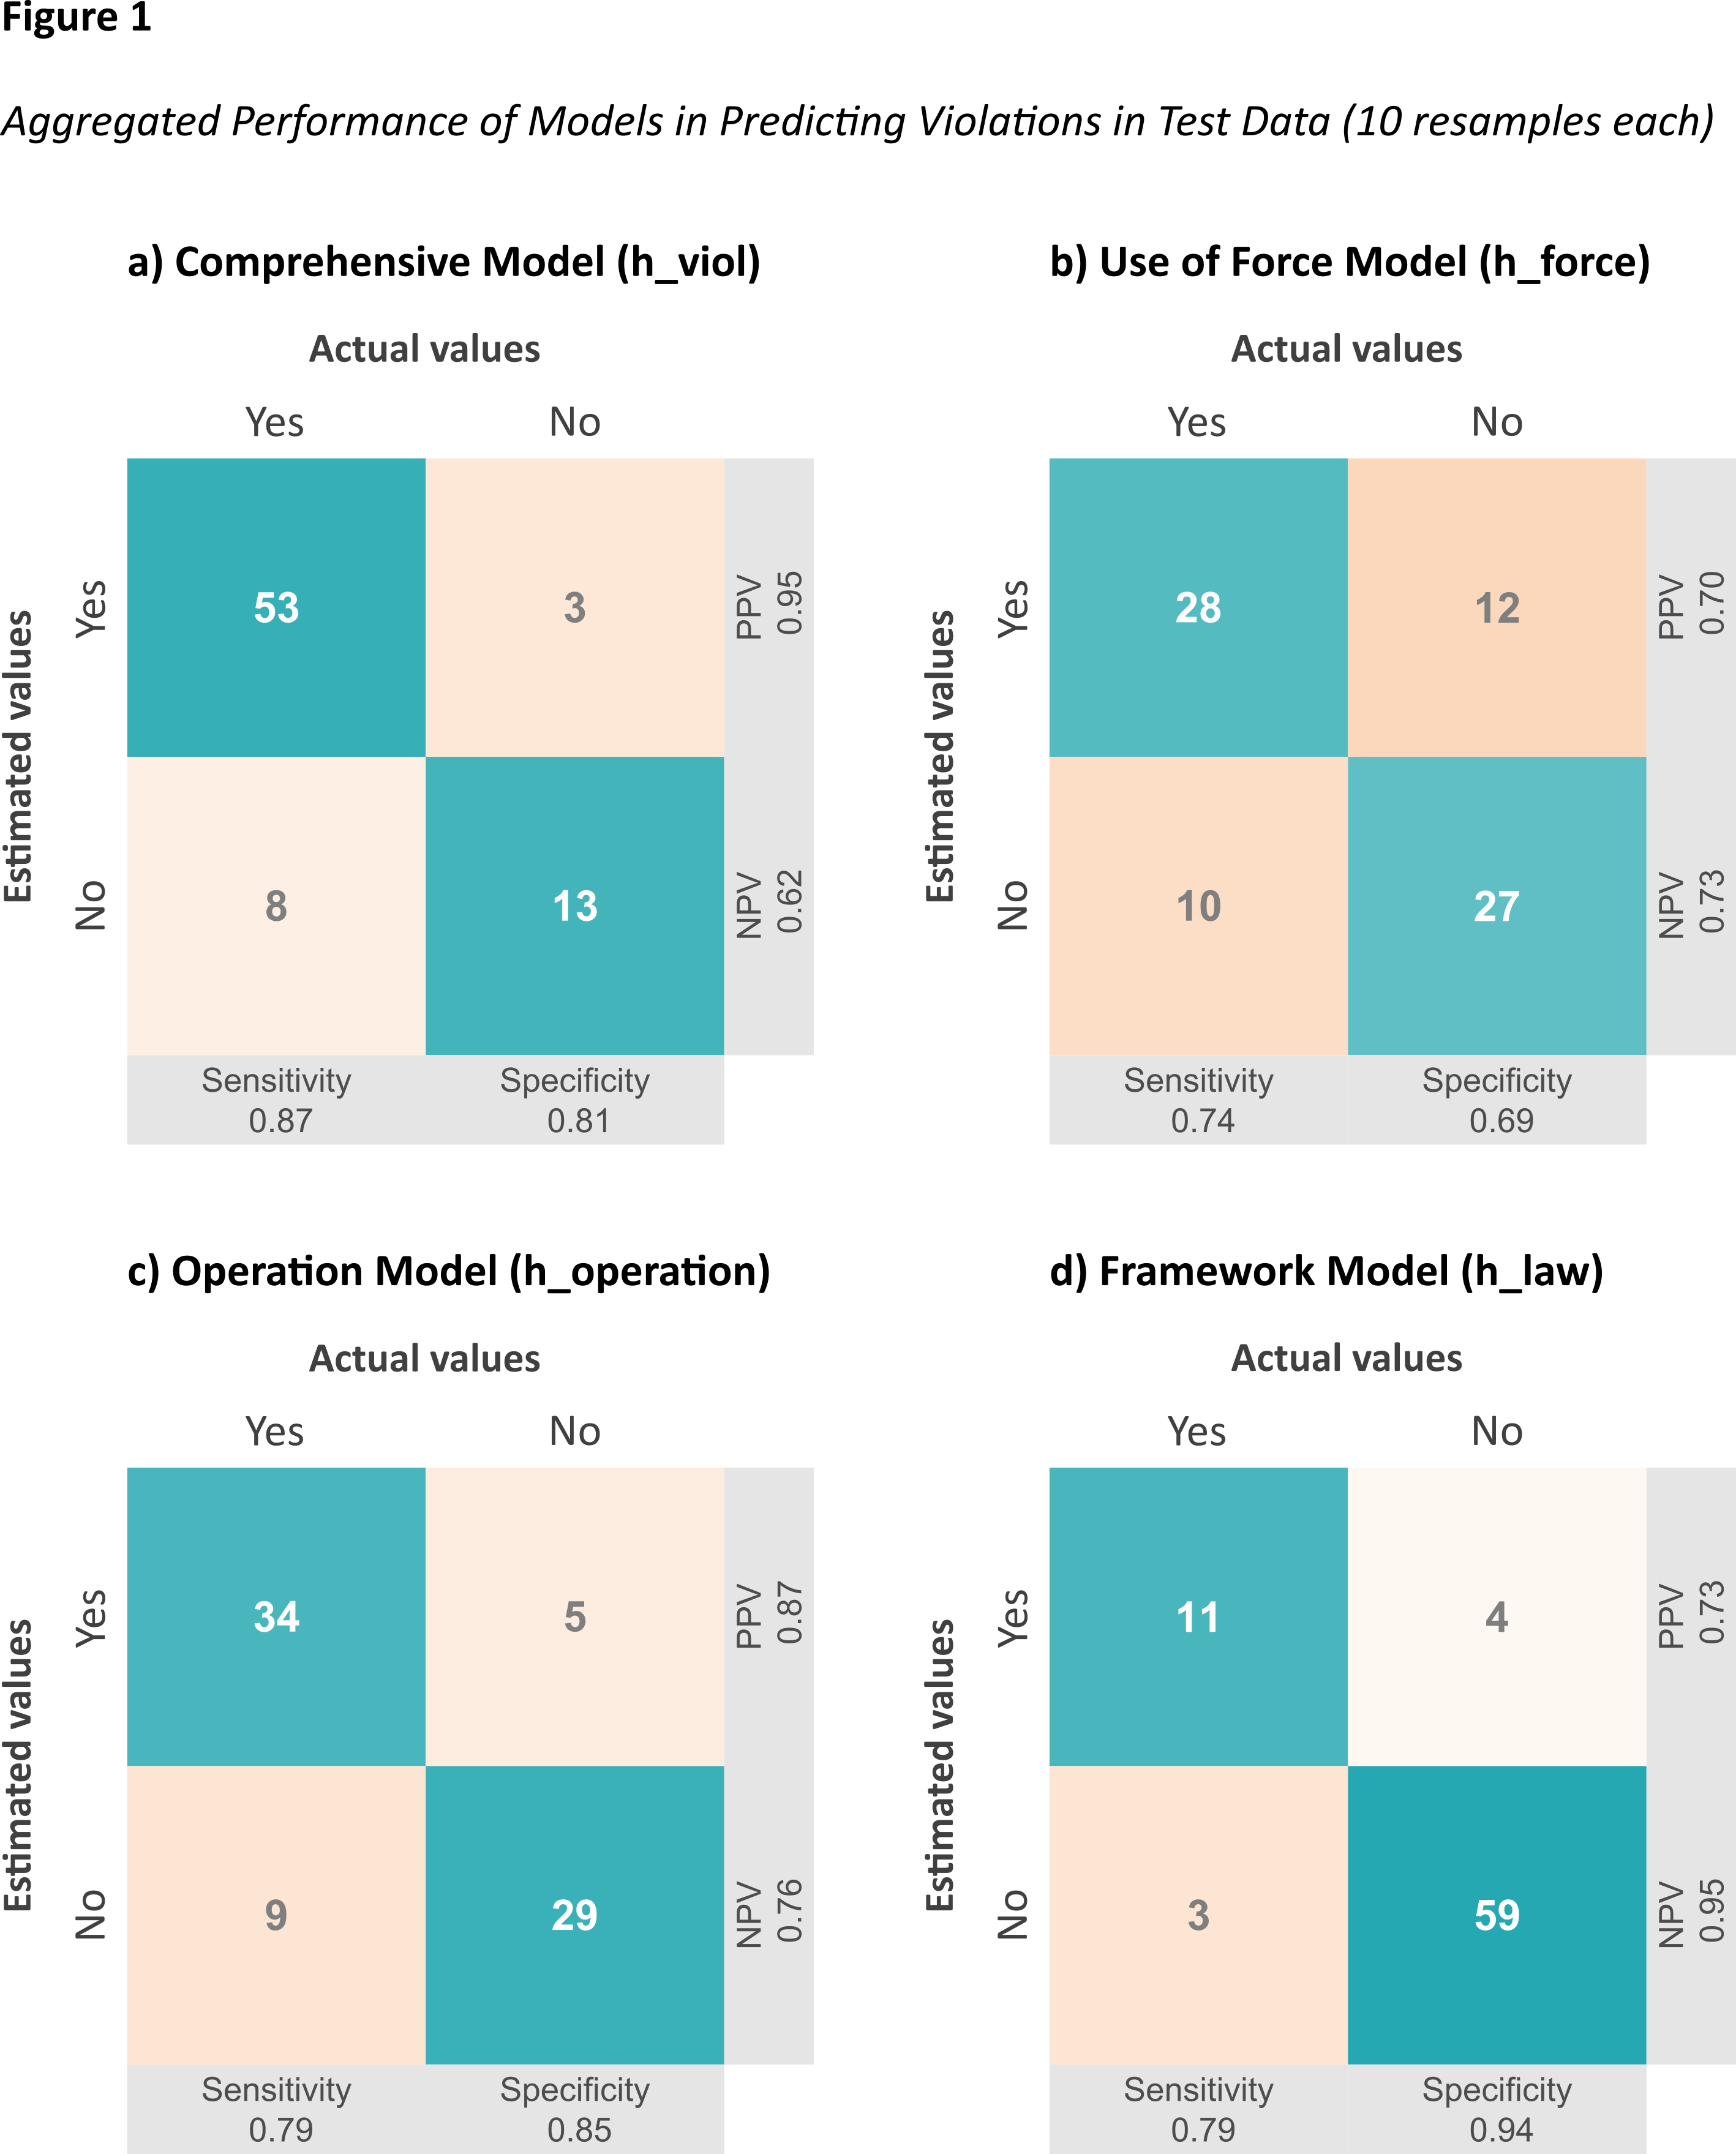 Figure 1
Aggregated Performance of Models in Predicting Violations in Test Data (10 resamples each)
a) Comprehensive Model (h_viol)
Actual values
Yes No
Estimated values
Yes
53 3
PPV
0.95
No
8 13
NPV
0.62
Sensitivity
0.87
Specificity
0.81
b) Use of Force Model (h_force)
Actual values
Yes No
Estimated values
Yes
28 12
PPV
0.70
No
10 27
NPV
0.73
Sensitivity
0.74
Specificity
0.69
c) Operation Model (h_operation)
Actual values
Yes No
Estimated values
Yes
34 5
PPV
0.87
No
9 29
NPV
0.76
Sensitivity
0.79
Specificity
0.85
d) Framework Model (h_law)
Actual values
Yes No
Estimated values
Yes
11 4
PPV
0.73
No
3 59
NPV
0.95
Sensitivity
0.79
Specificity
0.94